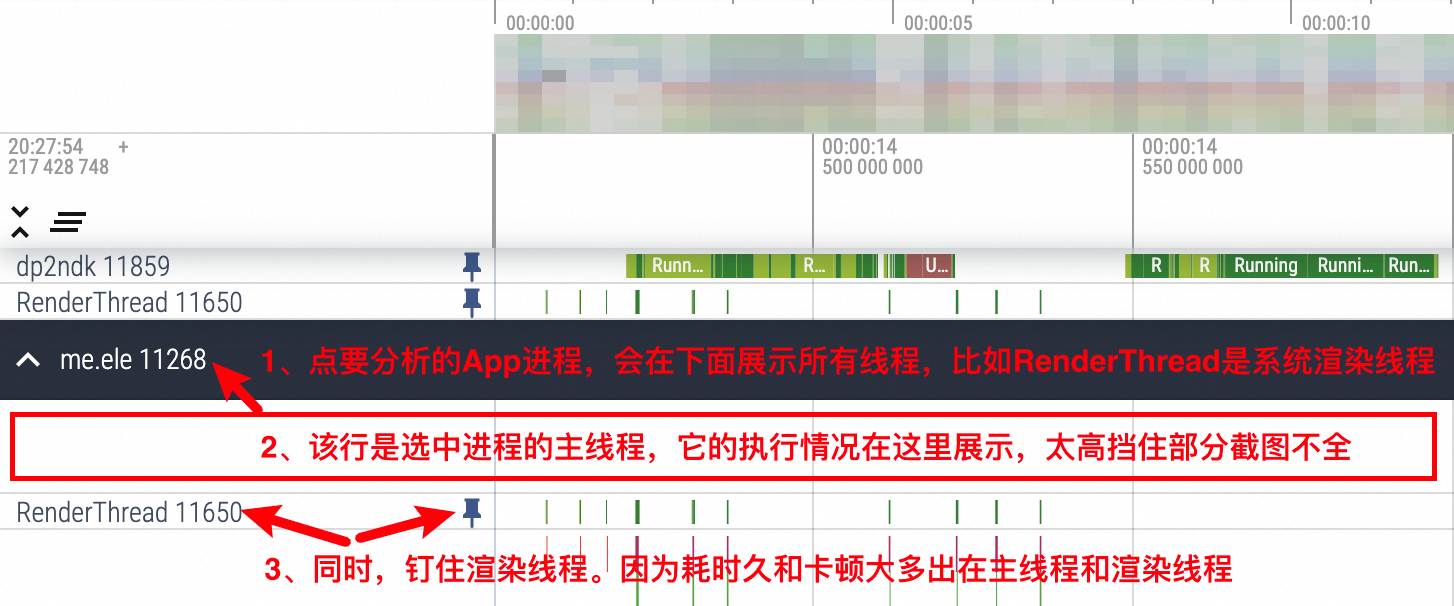 00:00:00
00:00:05
00:00:10
20:27:54 +
217 428 748
00:00:14
500 000 000
00:00:14
550 000 000
dp2ndk 11859
Runn...
R...
U...
R
R
Running
Runni...
Run...
RenderThread 11650
me.ele 11268
1、点要分析的App进程，会在下面展示所有线程，比如RenderThread是系统渲染线程
2、该行是选中进程的主线程，它的执行情况在这里展示，太高挡住部分截图不全
RenderThread 11650
3、同时，钉住渲染线程。因为耗时久和卡顿大多出在主线程和渲染线程